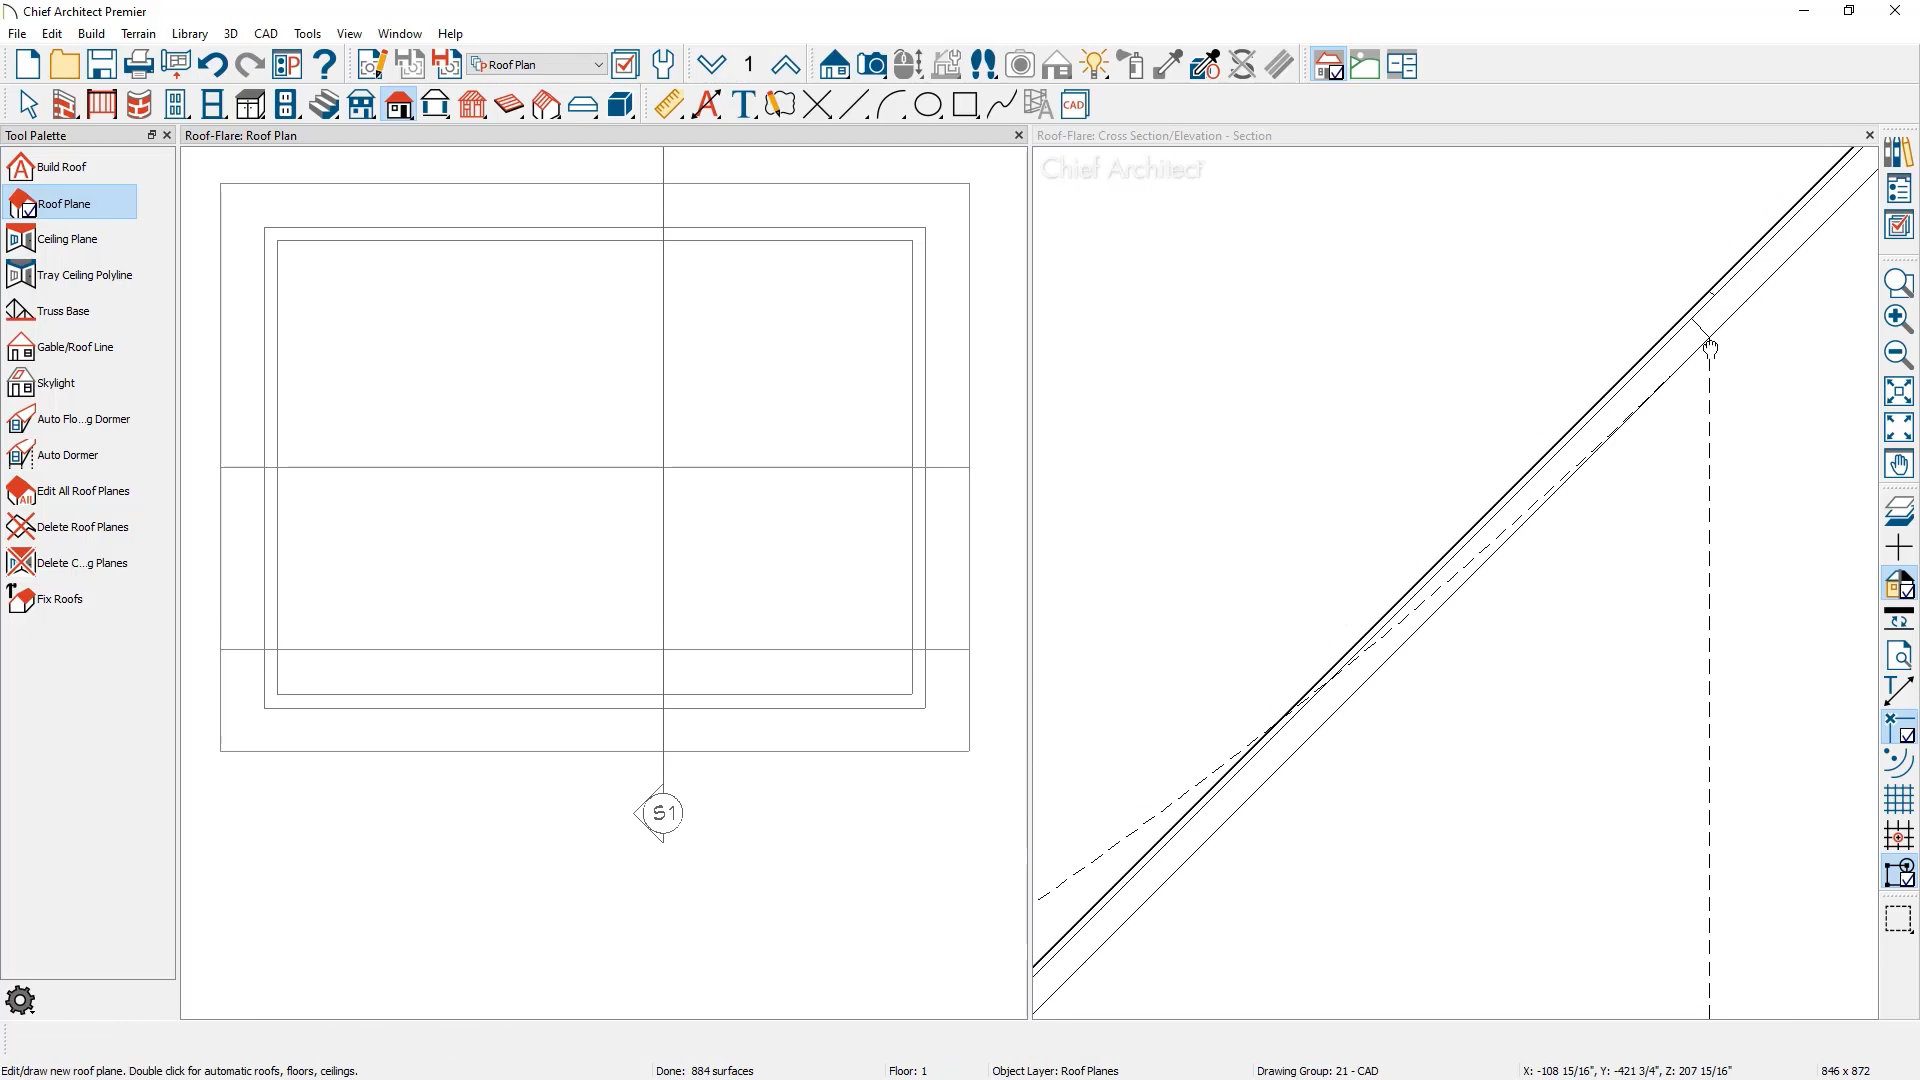 Chief Architect Premier
File Edit Build Terrain Library 3D CAD Tools View Window Help
Roof Plan 1
CAD
Tool Palette
Roof-Flare: Roof Plan
Roof-Flare: Cross Section/Elevation - Section
Build Roof
Roof Plane
Ceiling Plane
Tray Ceiling Polyline
Truss Base
Gable/Roof Line
Skylight
Auto Flo...g Dormer
Auto Dormer
Edit All Roof Planes
Delete Roof Planes
Delete C...g Planes
Fix Roofs
Chief Architect
S1
Edit/draw new roof plane. Double click for automatic roofs, floors, ceilings. Done: 884 surfaces Floor: 1 Object Layer: Roof Planes Drawing Group: 21 - CAD X: -108 15/16", Y: -421 3/4", Z: 207 15/16" 846 x 872